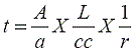 t = A/a X L/cc X 1/r